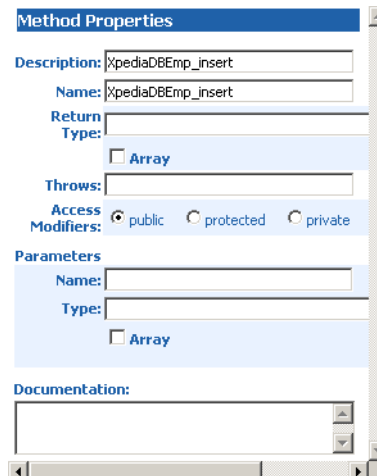 Method Properties
Description: XpediaDBEmp_insert
Name: XpediaDBEmp_insert
Return
Type:
Array
Throws:
Access
Modifiers: public protected private
Parameters
Name:
Type:
Array
Documentation: